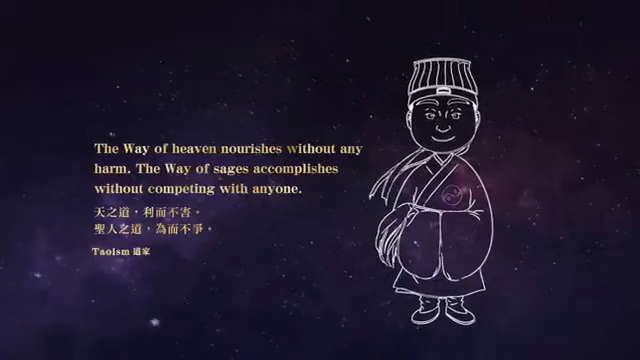 The Way of heaven nourishes without any
harm. The Way of sages accomplishes
without competing with anyone.
天之道，利而不害。
聖人之道，為而不爭。
Taoism 道家